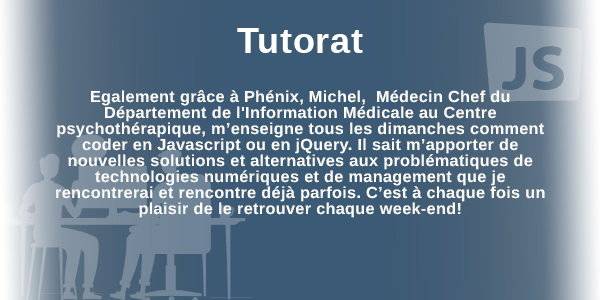 Tutorat
JS
Egalement grâce à Phénix, Michel,  Médecin Chef du
Département de l'Information Médicale au Centre
psychothérapique, m’enseigne tous les dimanches comment
coder en Javascript ou en jQuery. Il sait m’apporter de
nouvelles solutions et alternatives aux problématiques de
technologies numériques et de management que je
rencontrerai et rencontre déjà parfois. C’est à chaque fois un
plaisir de le retrouver chaque week-end!